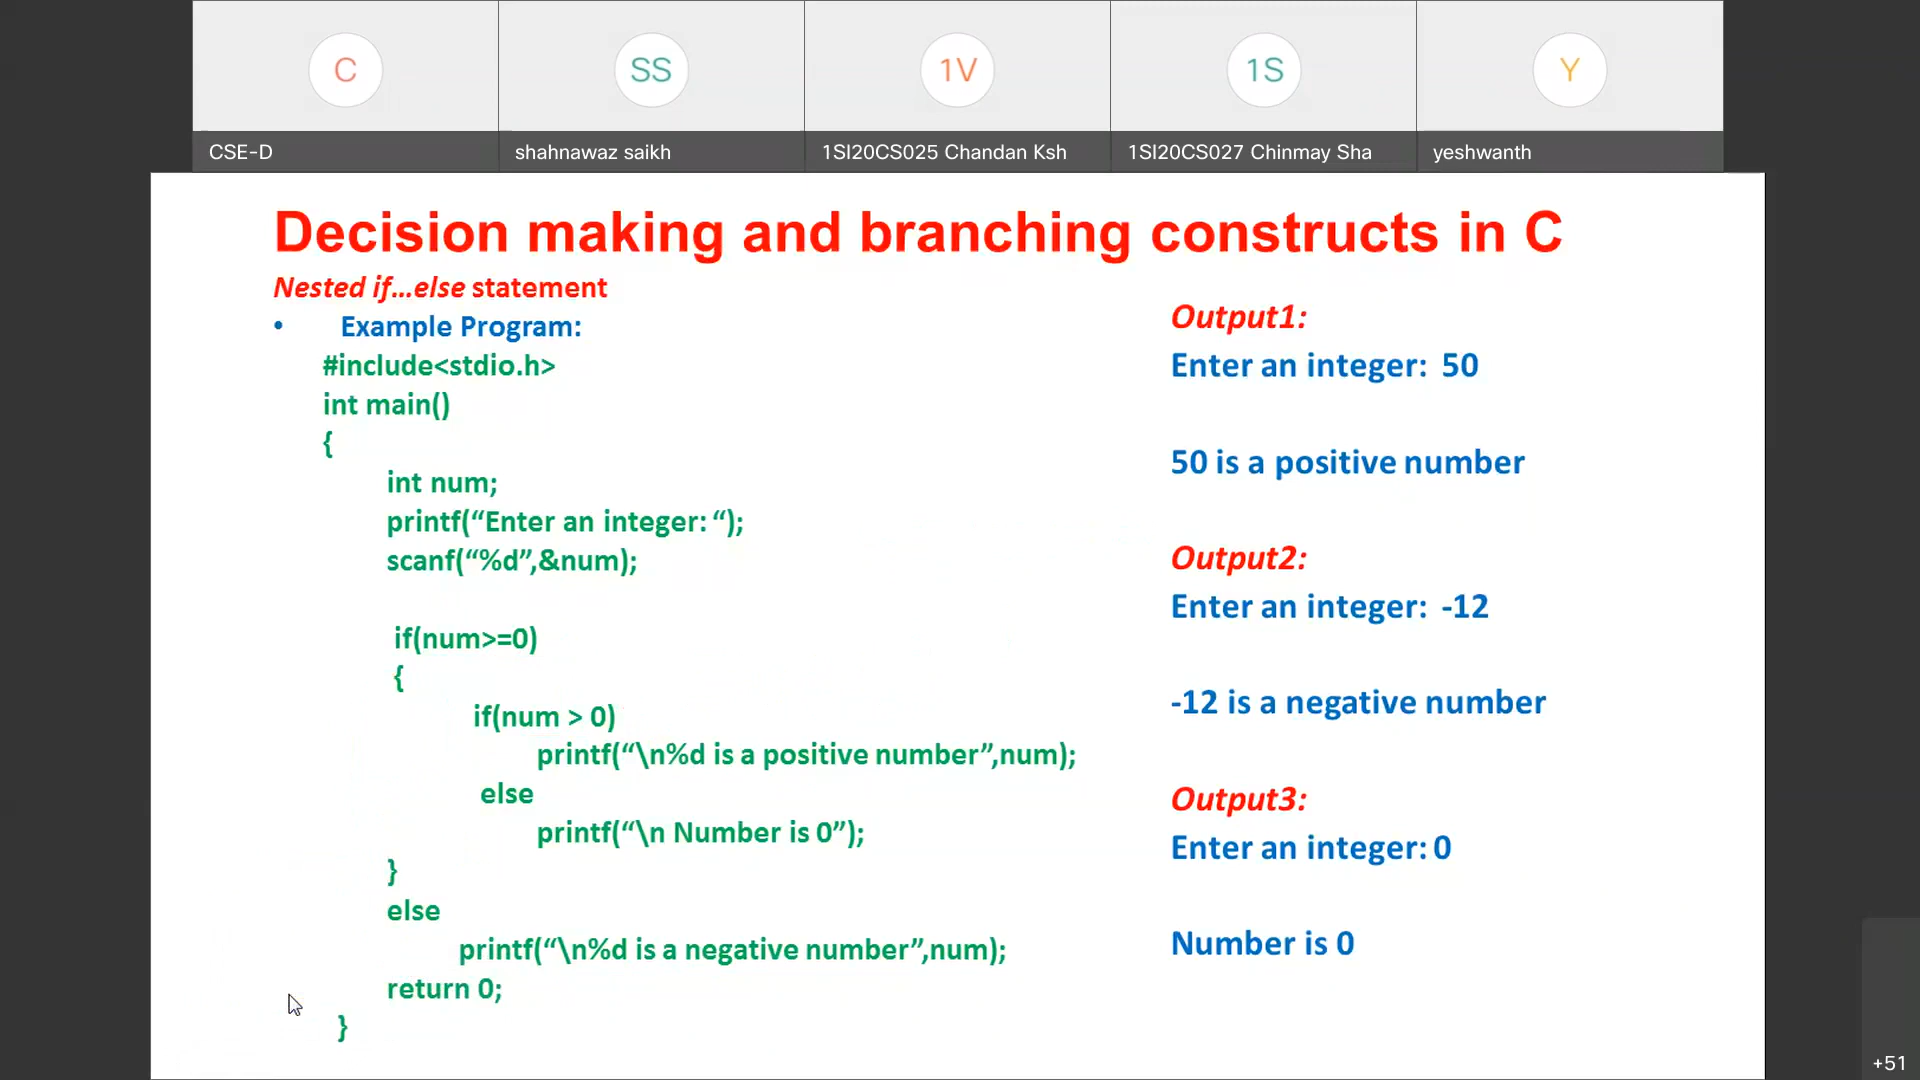 C
SS
1V
1S
Y
CSE-D
shahnawaz saikh
1SI20CS025 Chandan Ksh
1SI20CS027 Chinmay Sha
yeshwanth
Decision making and branching constructs in C
Nested if...else statement
• Example Program:
#include<stdio.h>
int main()
{
int num;
printf(“Enter an integer: “);
scanf(“%d”,&num);
if(num>=0)
{
if(num > 0)
printf(“\n%d is a positive number”,num);
else
printf(“\n Number is 0”);
}
else
printf(“\n%d is a negative number”,num);
return 0;
}
Output1:
Enter an integer: 50
50 is a positive number
Output2:
Enter an integer: -12
-12 is a negative number
Output3:
Enter an integer: 0
Number is 0
+51